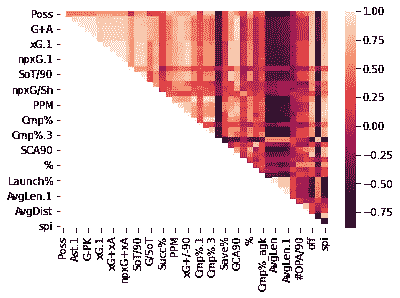 Poss
G+A
xG.1
npxG.1
SoT/90
npxG/Sh
PPM
Cmp%
Cmp%.3
SCA90
%
Launch%
AvgLen.1
AvgDist
spi
1.00
0.75
0.50
0.25
0.00
-0.25
-0.50
-0.75
Poss
Ast.1
G-PK
xG.1
xG+xA
npxG+xA
SoT/90
G/SoT
Succ%
PPM
xG+/-90
Cmp%.1
Cmp%.3
Save%
GCA90
%
Cmp%_agk
AvgLen
AvgLen.1
#OPA/90
off
spi